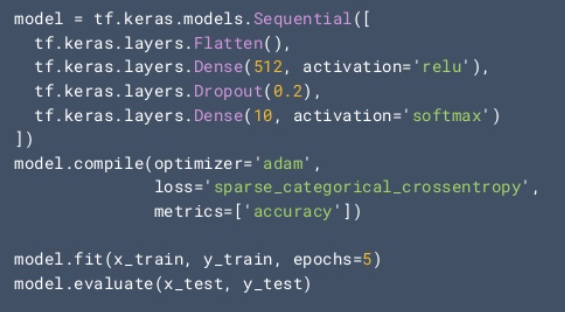 model = tf.keras.models.Sequential([
  tf.keras.layers.Flatten(),
  tf.keras.layers.Dense(512, activation='relu'),
  tf.keras.layers.Dropout(0.2),
  tf.keras.layers.Dense(10, activation='softmax')
])
model.compile(optimizer='adam',
              loss='sparse_categorical_crossentropy',
              metrics=['accuracy'])

model.fit(x_train, y_train, epochs=5)
model.evaluate(x_test, y_test)